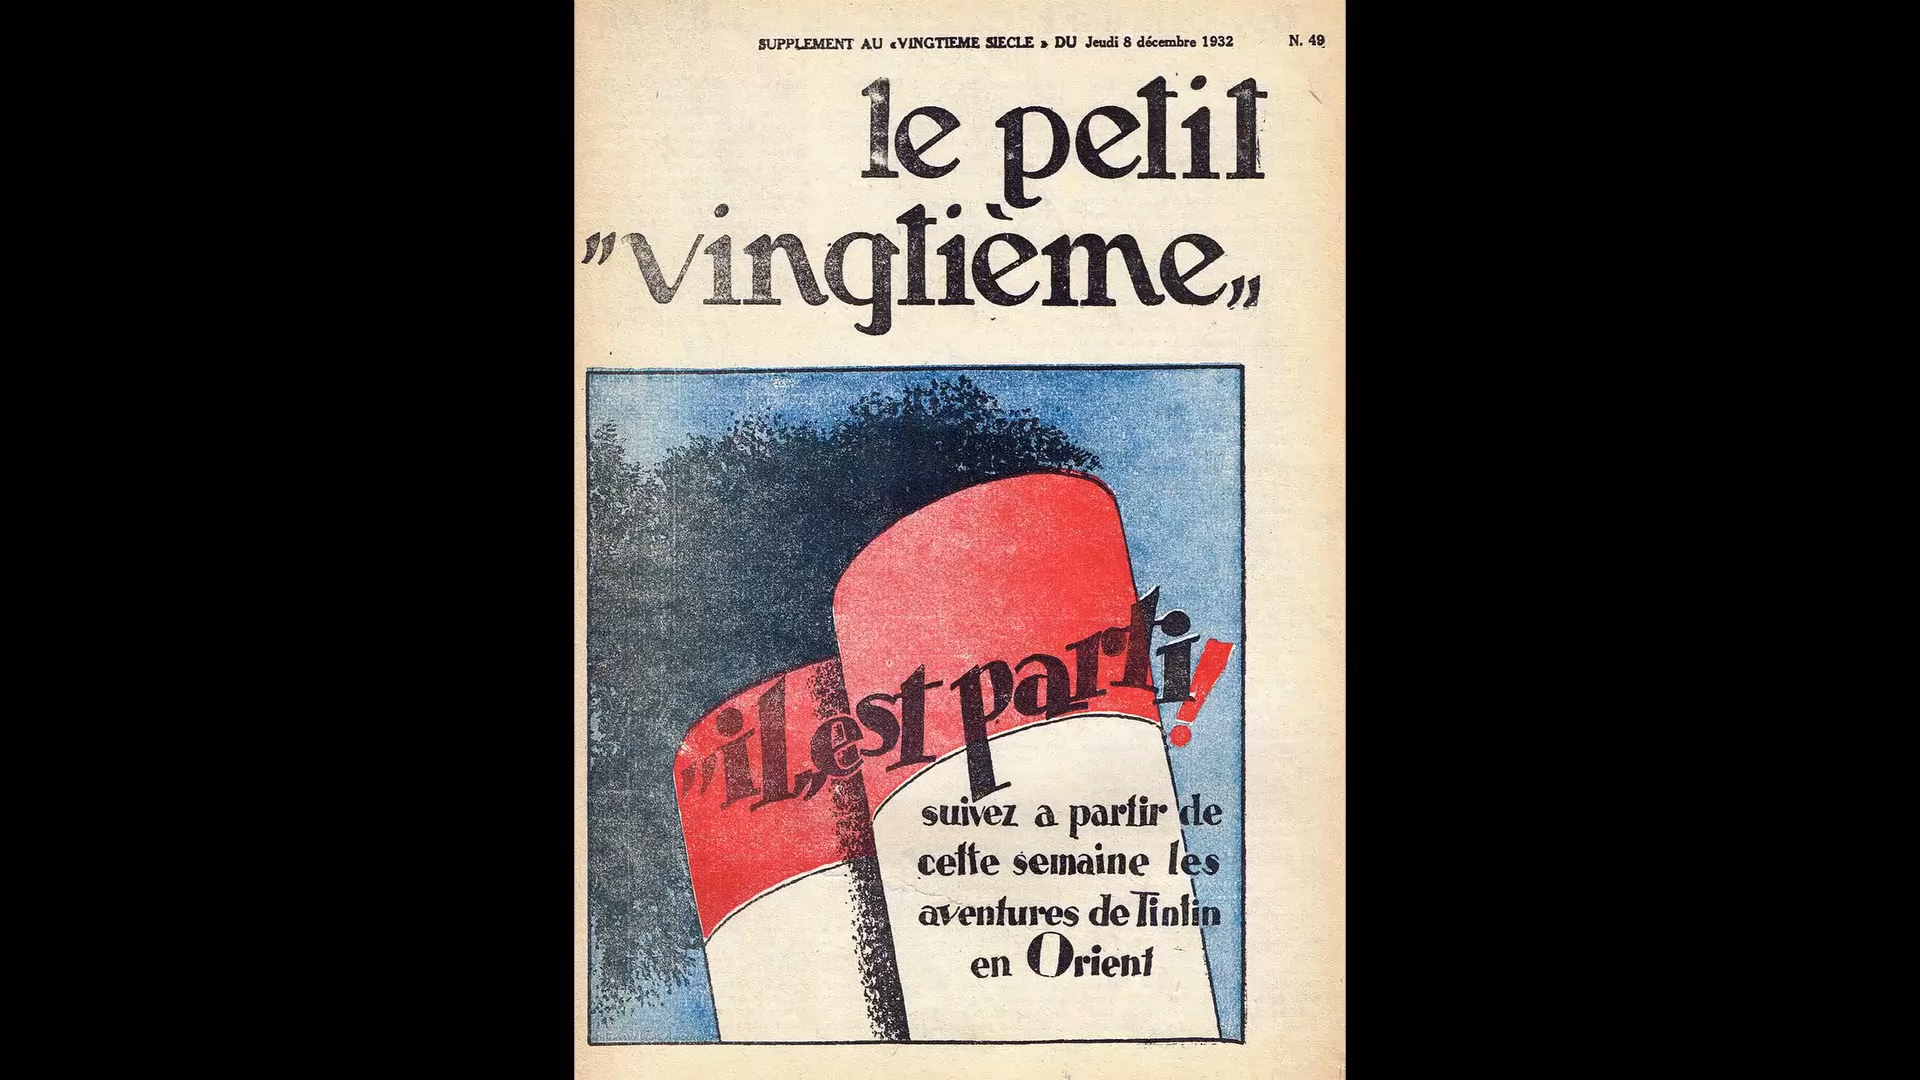 SUPPLEMENT AU «VINGTIEME SIECLE» DU Jeudi 8 décembre 1932 N. 49
le petit
"vingtième„
"il„est parti!
suivez a partir de
cette semaine les
aventures de Tintin
en Orient